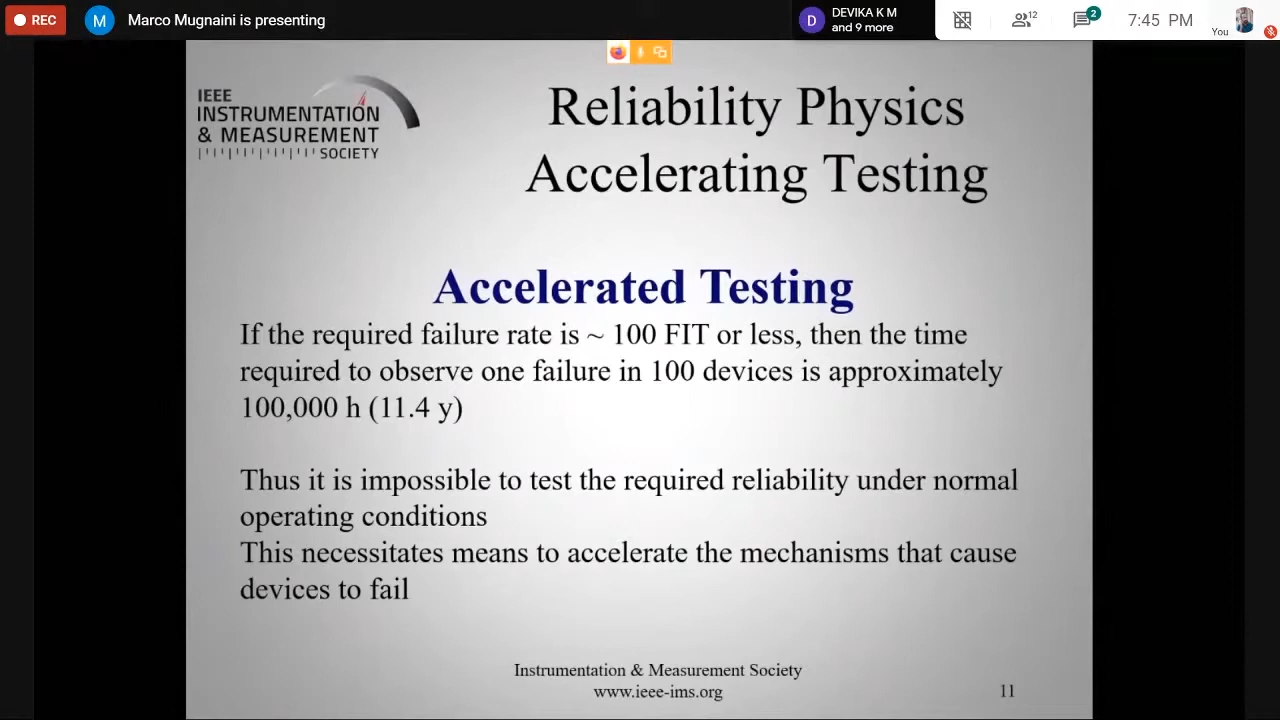 REC
M
Marco Mugnaini is presenting
D
DEVIKA K M
and 9 more
12
2
7:45 PM
You
IEEE
INSTRUMENTATION
& MEASUREMENT
SOCIETY
Reliability Physics
Accelerating Testing
Accelerated Testing
If the required failure rate is ~ 100 FIT or less, then the time
required to observe one failure in 100 devices is approximately
100,000 h (11.4 y)
Thus it is impossible to test the required reliability under normal
operating conditions
This necessitates means to accelerate the mechanisms that cause
devices to fail
Instrumentation & Measurement Society
www.ieee-ims.org
11